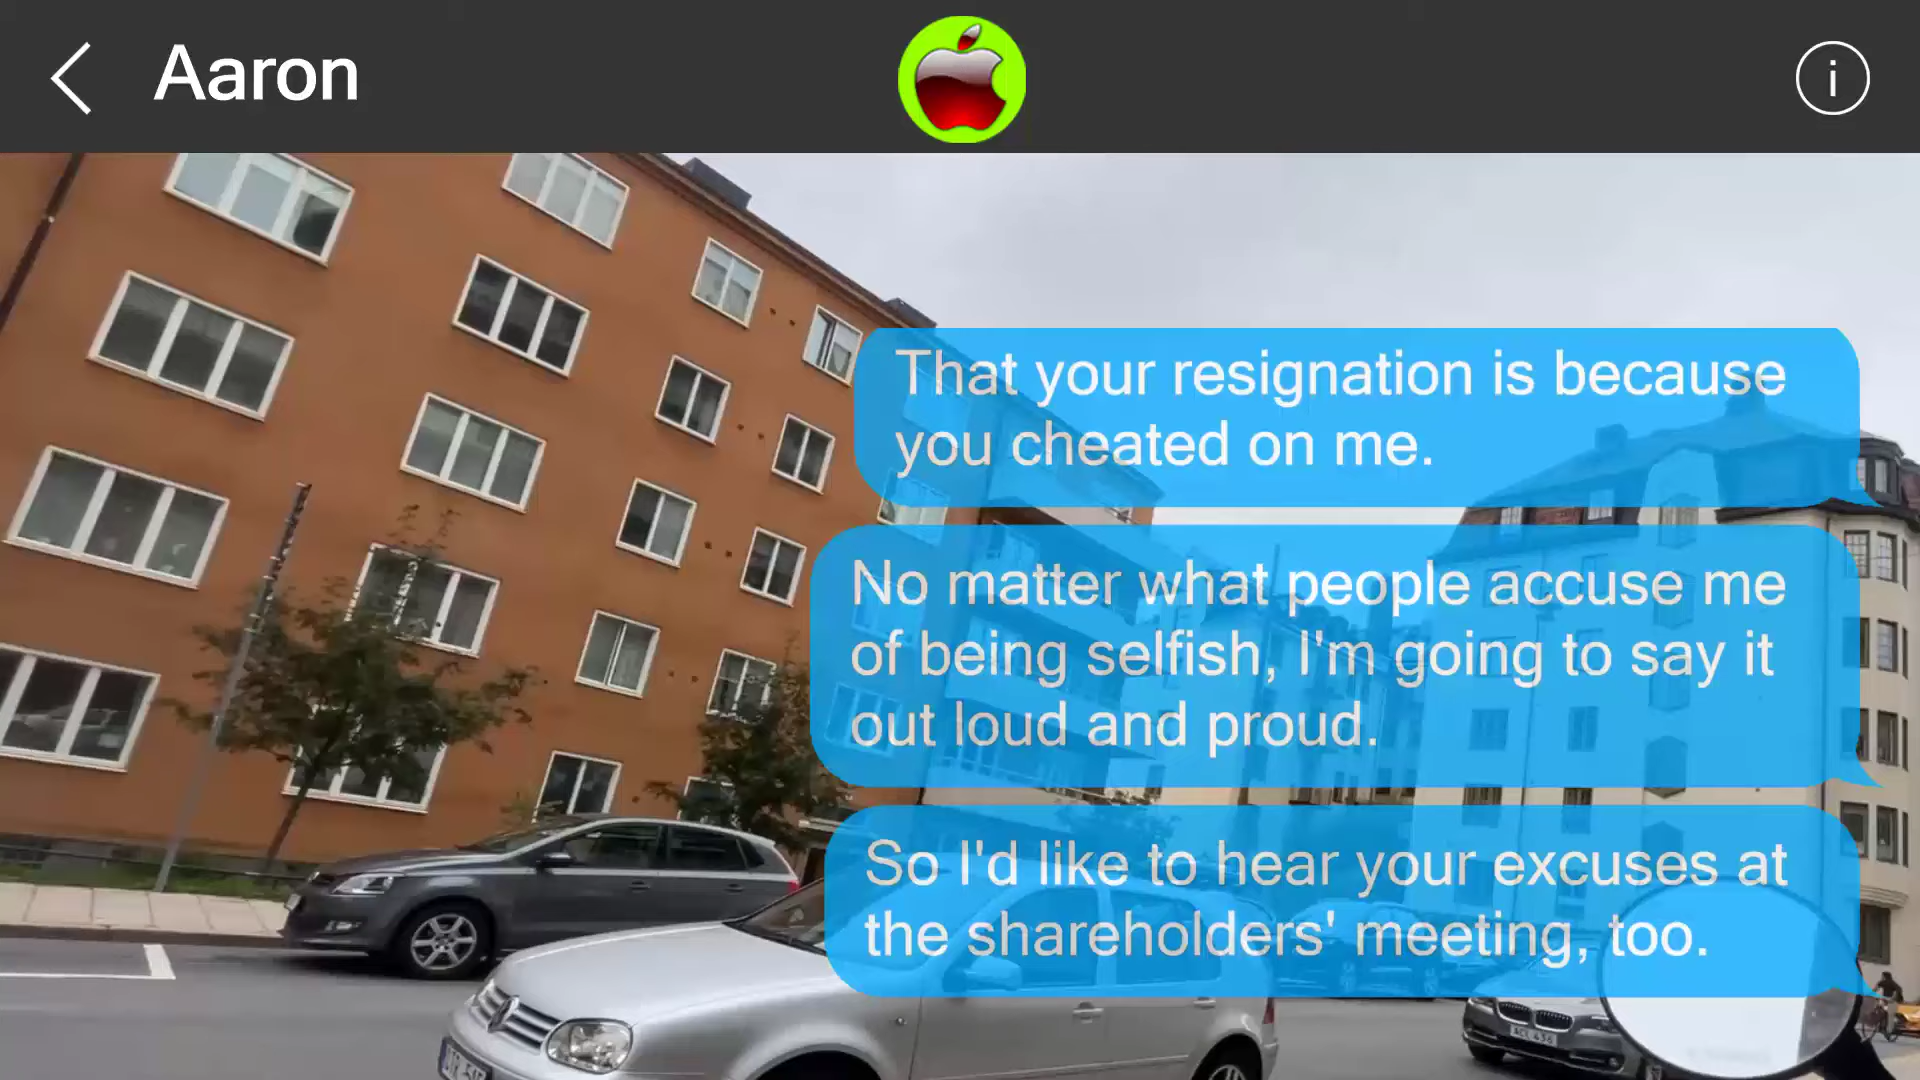 Aaron
That your resignation is because
you cheated on me.
No matter what people accuse me
of being selfish, I'm going to say it
out loud and proud.
So I'd like to hear your excuses at
the shareholders' meeting, too.